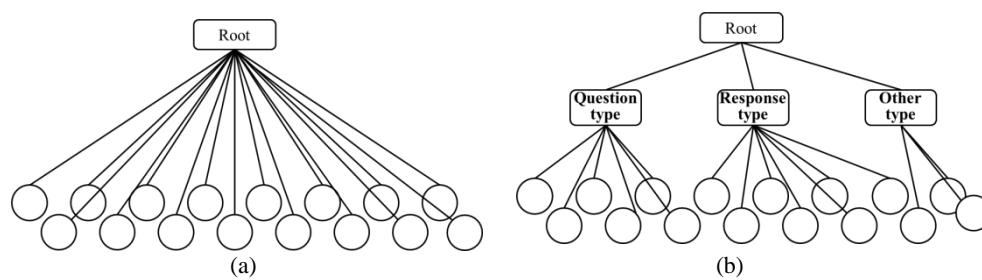 Root
(a)
Root
Question
type
Response
type
Other
type
(b)